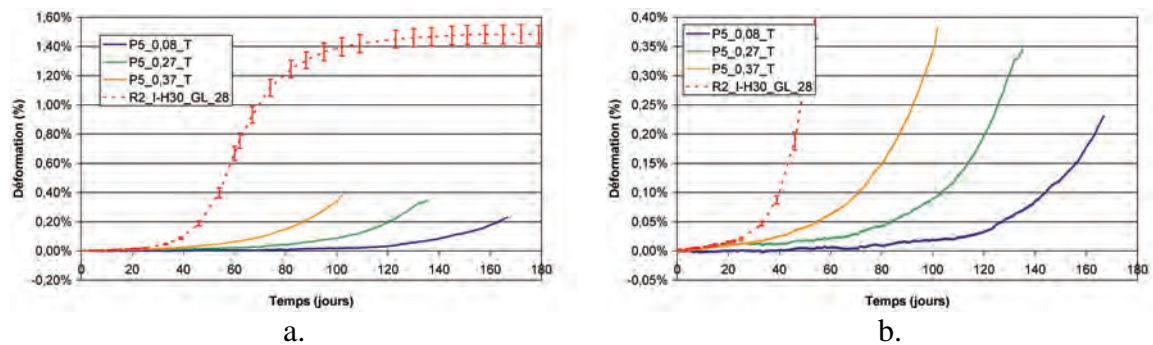 1,60%
1,40%
1,20%
1,00%
0,80%
0,60%
0,40%
0,20%
0,00%
-0,20%
Déformation (%)
P5_0,08_T
P5_0,27_T
P5_0,37_T
R2_I-H30_GL_28
0 20 40 60 80 100 120 140 160 180
Temps (jours)
a.
0,40%
0,35%
0,30%
0,25%
0,20%
0,15%
0,10%
0,05%
0,00%
-0,05%
Déformation (%)
P5_0,08_T
P5_0,27_T
P5_0,37_T
R2_I-H30_GL_28
0 20 40 60 80 100 120 140 160 180
Temps (jours)
b.